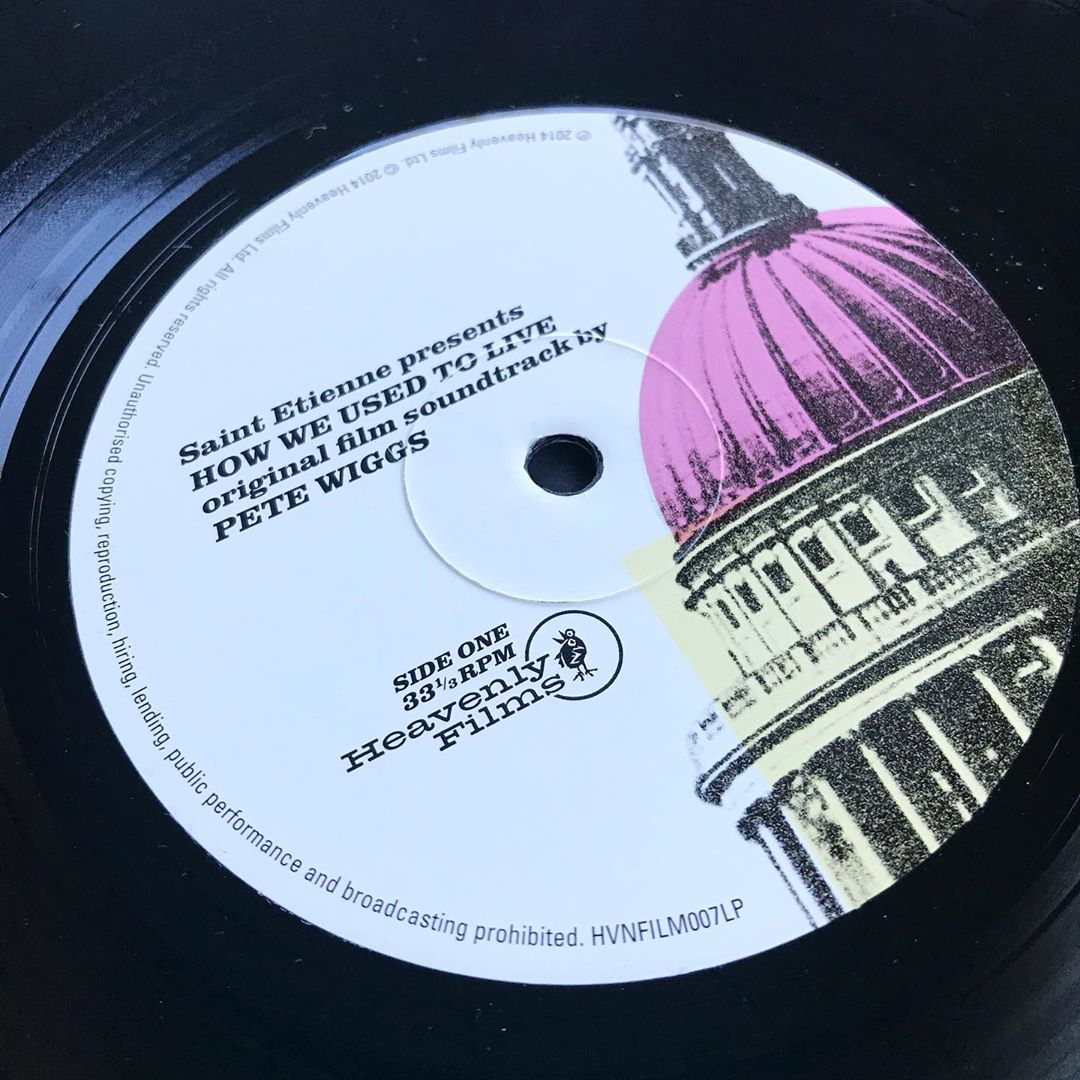 Saint Etienne presents
HOW WE USED TO LIVE
original film soundtrack by
PETE WIGGS
SIDE ONE
33 1/3 RPM
Heavenly
Films
℗ 2014 Heavenly Films Ltd. © 2014 Heavenly Films Ltd. All rights reserved. Unauthorised copying, reproduction, hiring, lending, public performance and broadcasting prohibited. HVNFILM007LP